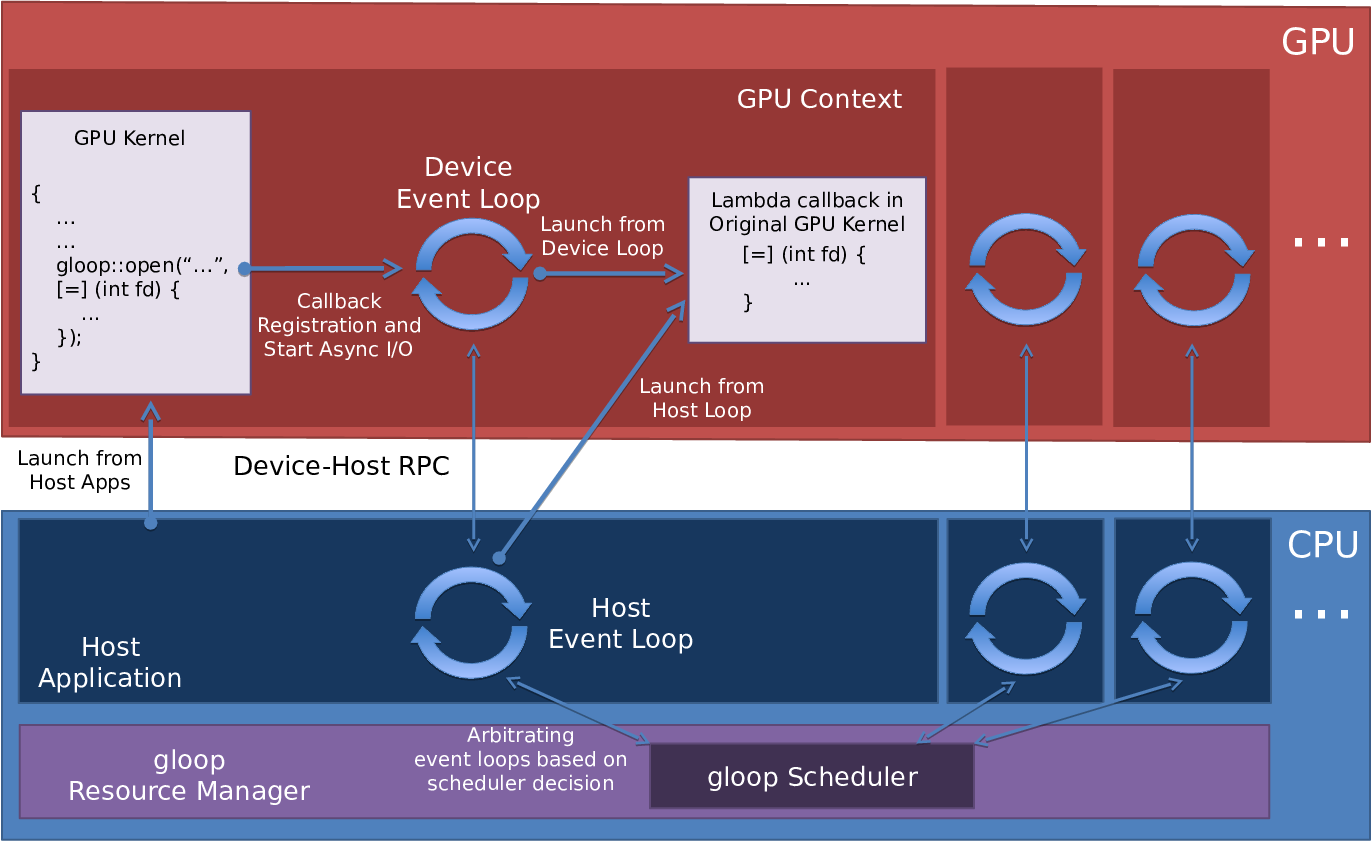 GPU
GPU Context
GPU Kernel
{
...
...
gloop::open(“...”,
[=] (int fd) {
...
});
}
Device
Event Loop
Callback
Registration and
Start Async I/O
Launch from
Device Loop
Lambda callback in
Original GPU Kernel
[=] (int fd) {
...
}
Launch from
Host Loop
...
Launch from
Host Apps
Device-Host RPC
CPU
...
Host
Application
Host
Event Loop
gloop
Resource Manager
Arbitrating
event loops based on
scheduler decision
gloop Scheduler